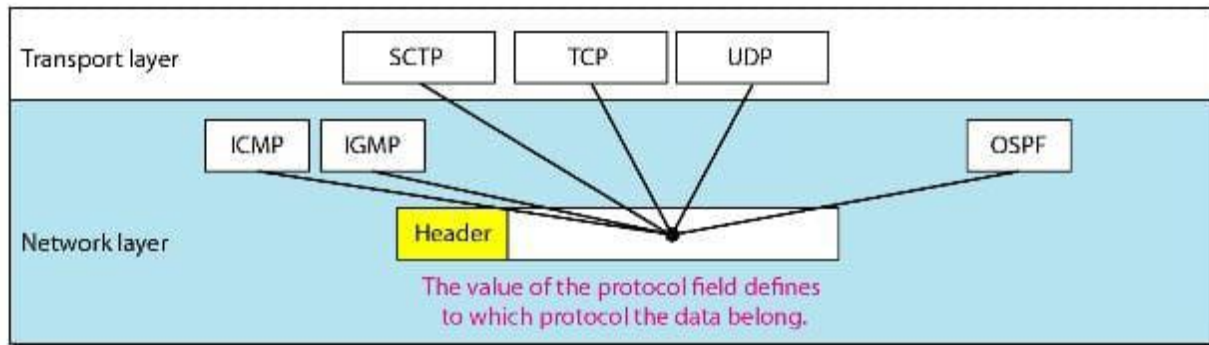 Transport layer
SCTP
TCP
UDP
ICMP
IGMP
OSPF
Network layer
Header
The value of the protocol field defines
to which protocol the data belong.